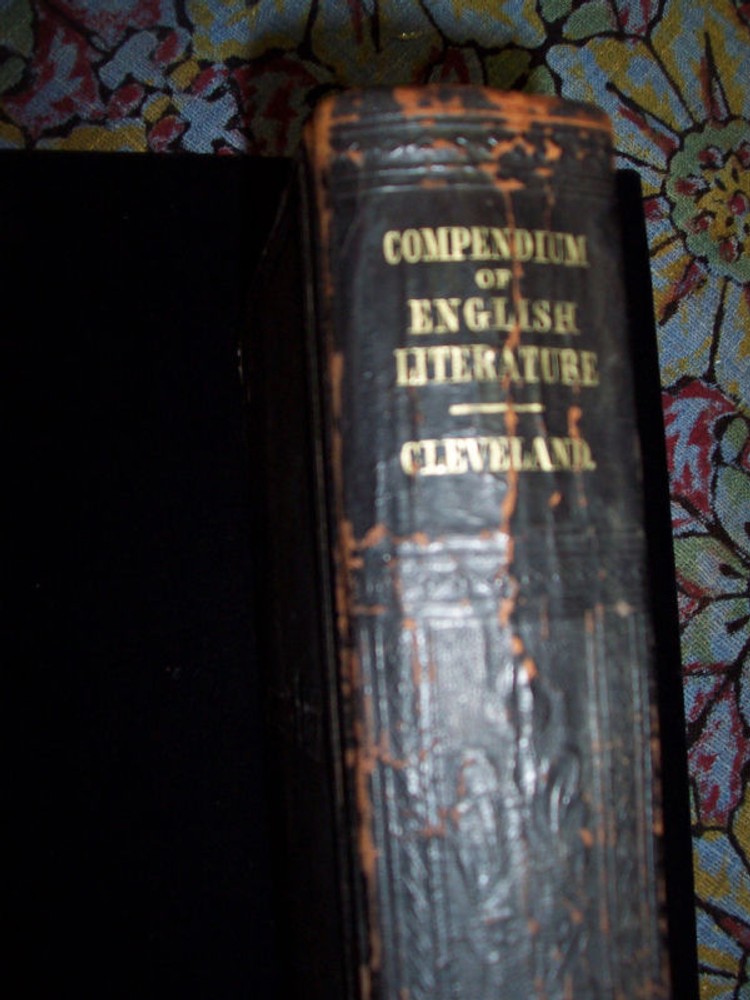 COMPENDIUM
OF
ENGLISH
LITERATURE
CLEVELAND.